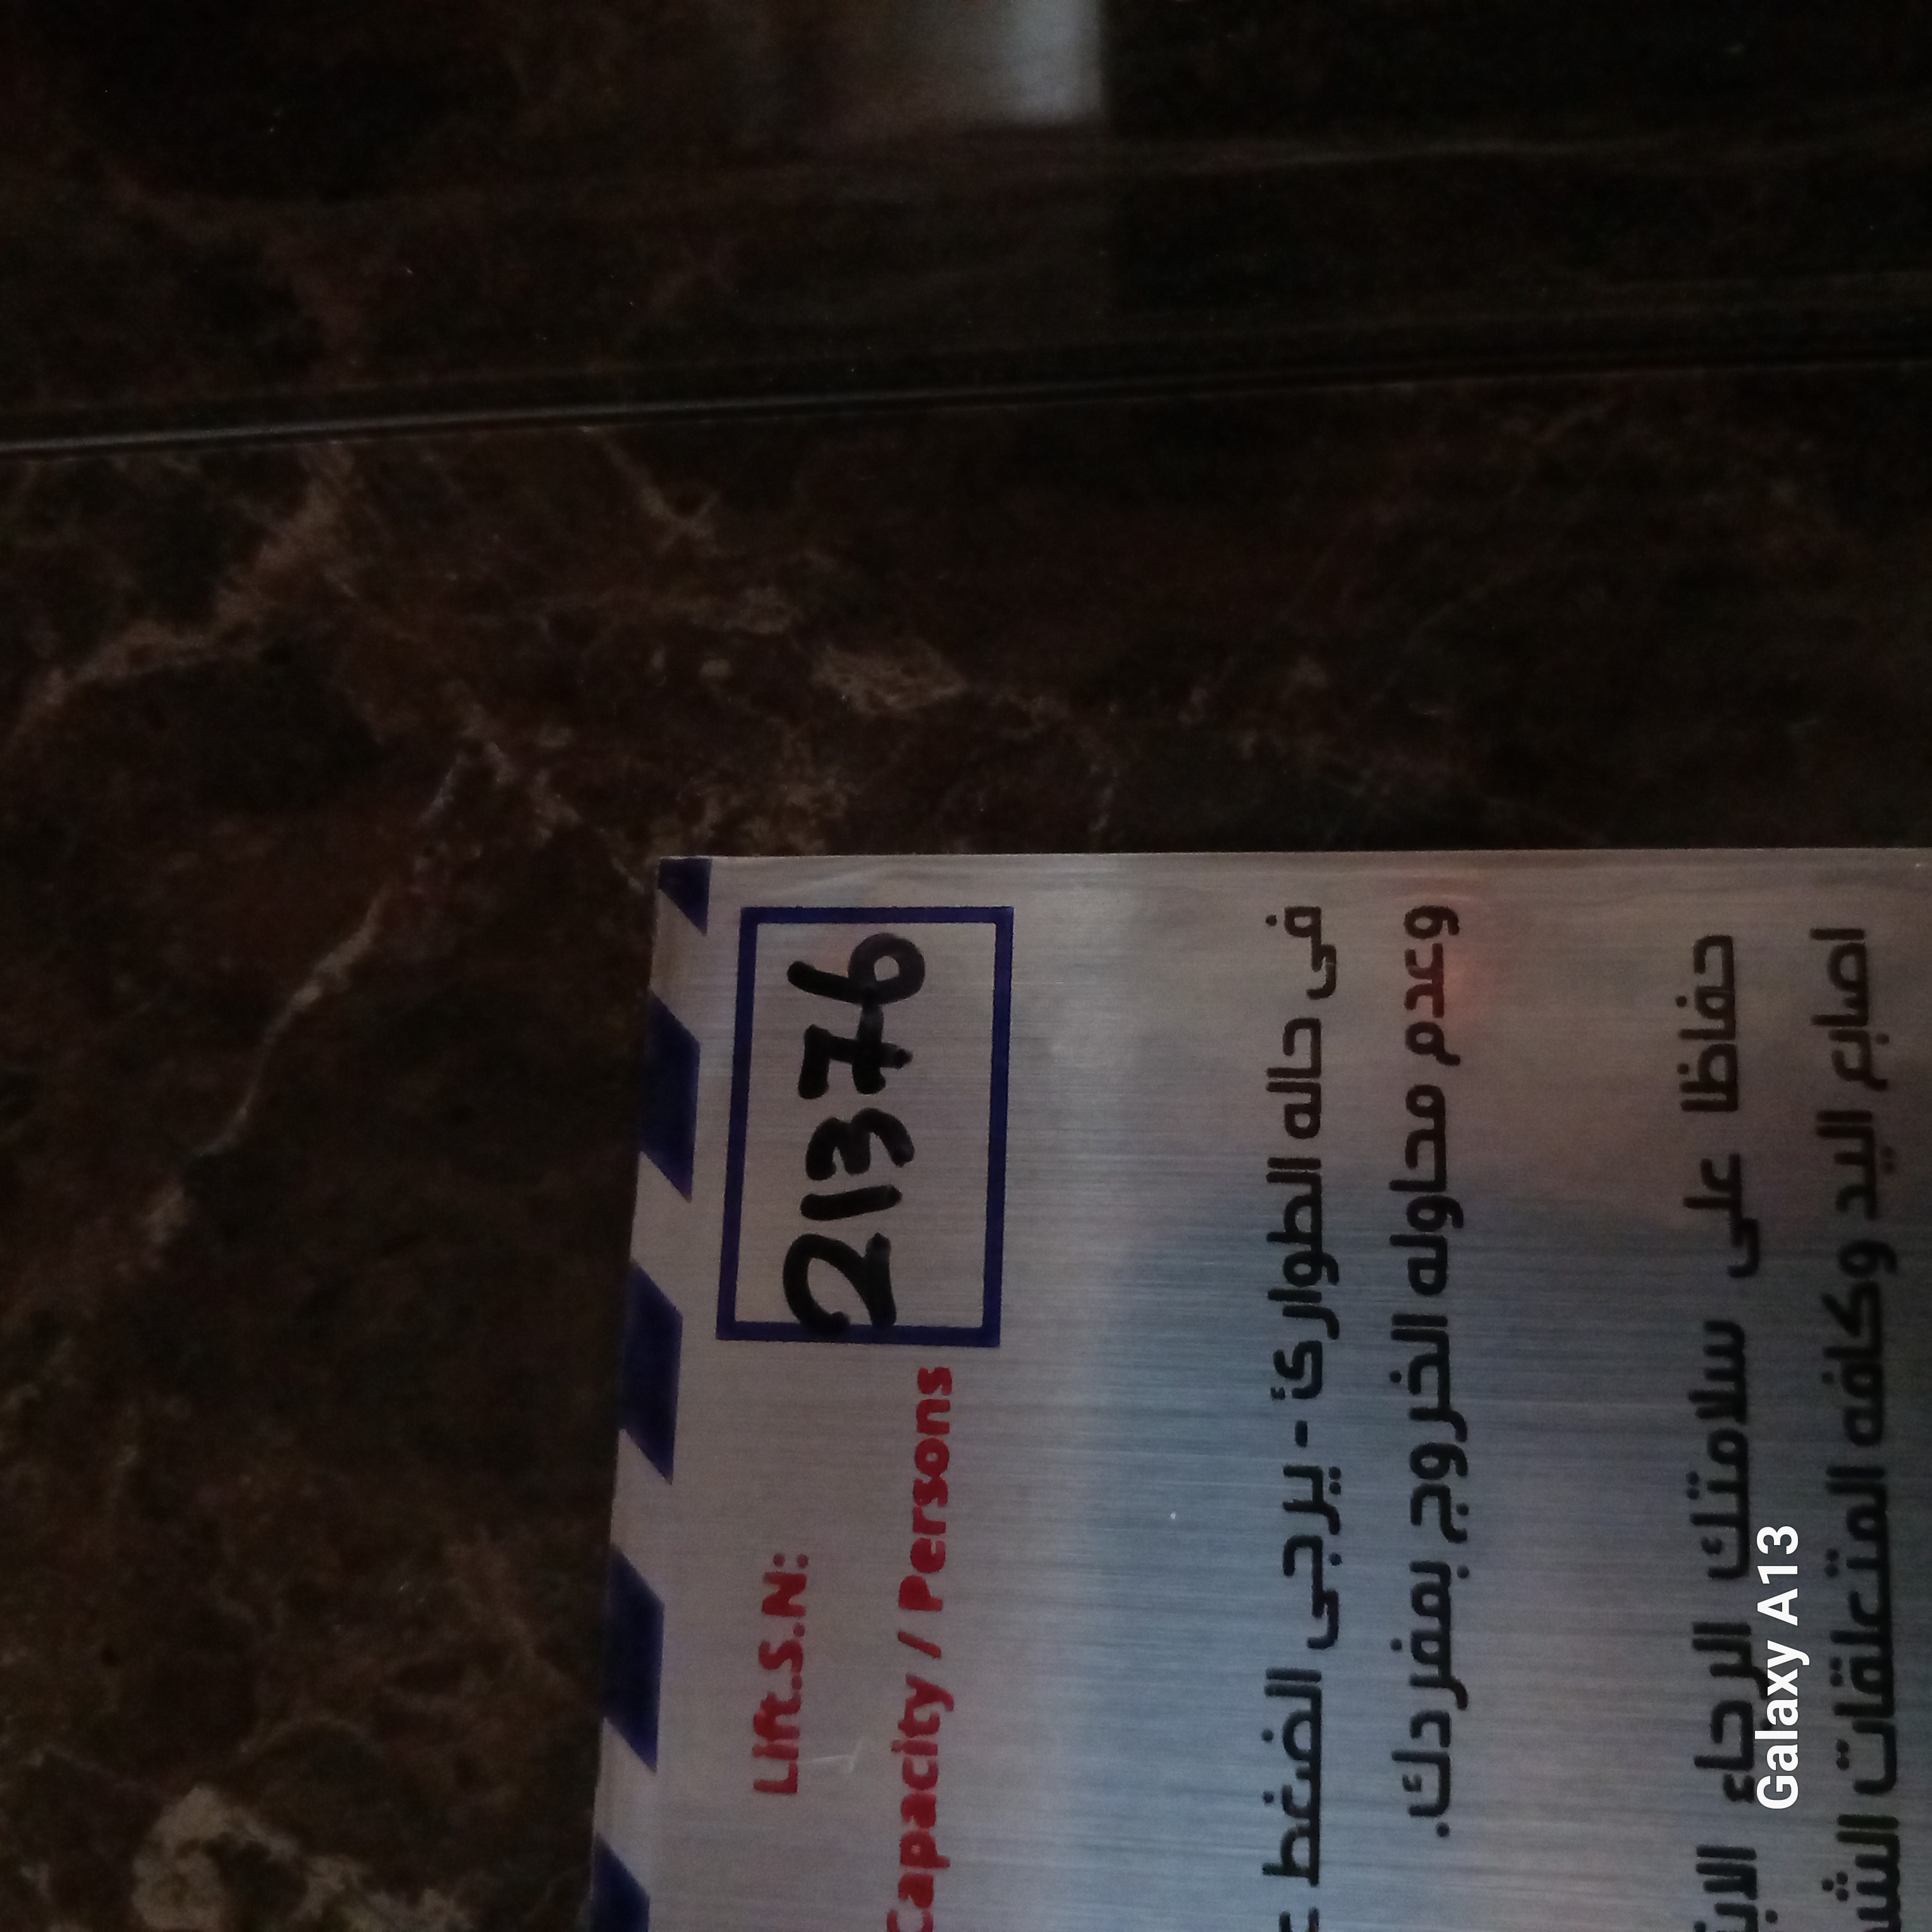 Lift.S.N:
21376
Capacity / Persons
فى حاله الطوارئ - يرجى الضغط
وعدم محاوله الخروج بمفردك.
حفاظا على سلامتك الرجاء
اصابع اليد وكافه المتعلقات
Galaxy A13